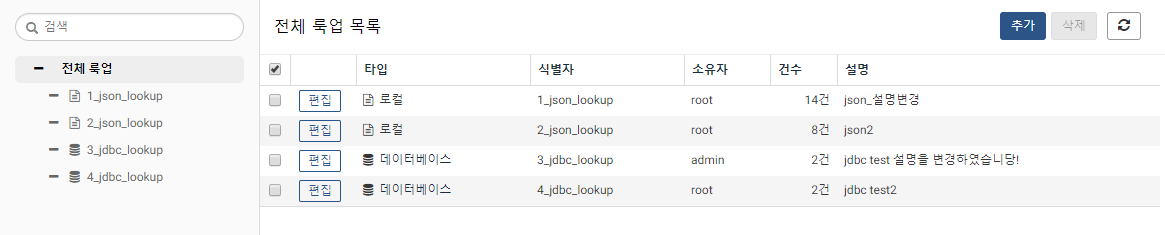 검색
전체 룩업
1_json_lookup
2_json_lookup
3_jdbc_lookup
4_jdbc_lookup
전체 룩업 목록
추가 삭제
타입 식별자 소유자 건수 설명
편집 로컬 1_json_lookup root 14건 json_설명변경
편집 로컬 2_json_lookup root 8건 json2
편집 데이터베이스 3_jdbc_lookup admin 2건 jdbc test 설명을 변경하였습니당!
편집 데이터베이스 4_jdbc_lookup root 2건 jdbc test2